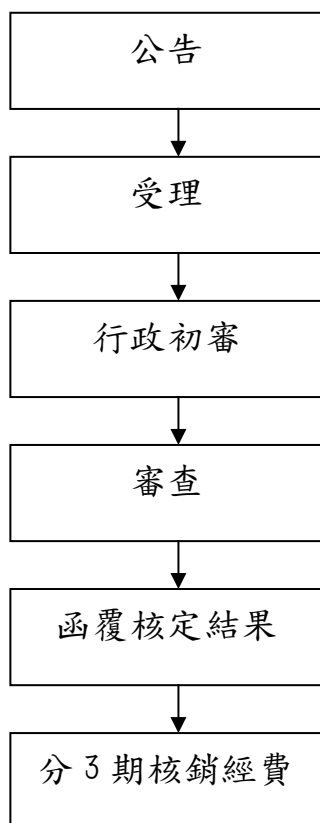 公告
受理
行政初審
審查
函覆核定結果
分 3 期核銷經費